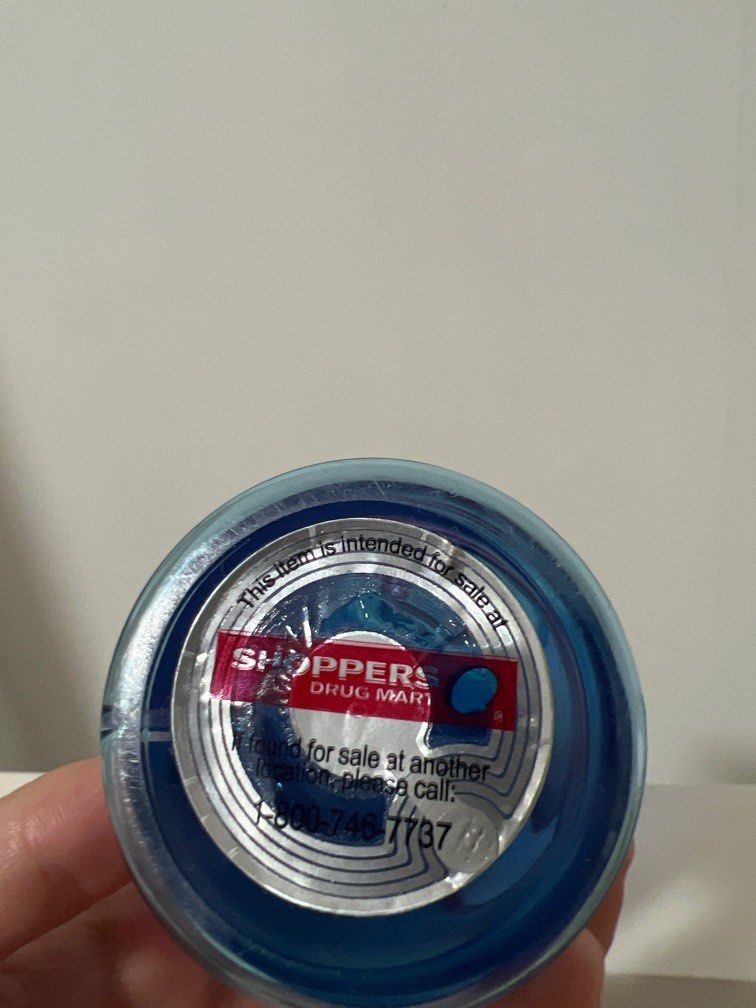 This item is intended for sale at
SHOPPERS
DRUG MART
®
If found for sale at another
location, please call:
1-800-746-7737